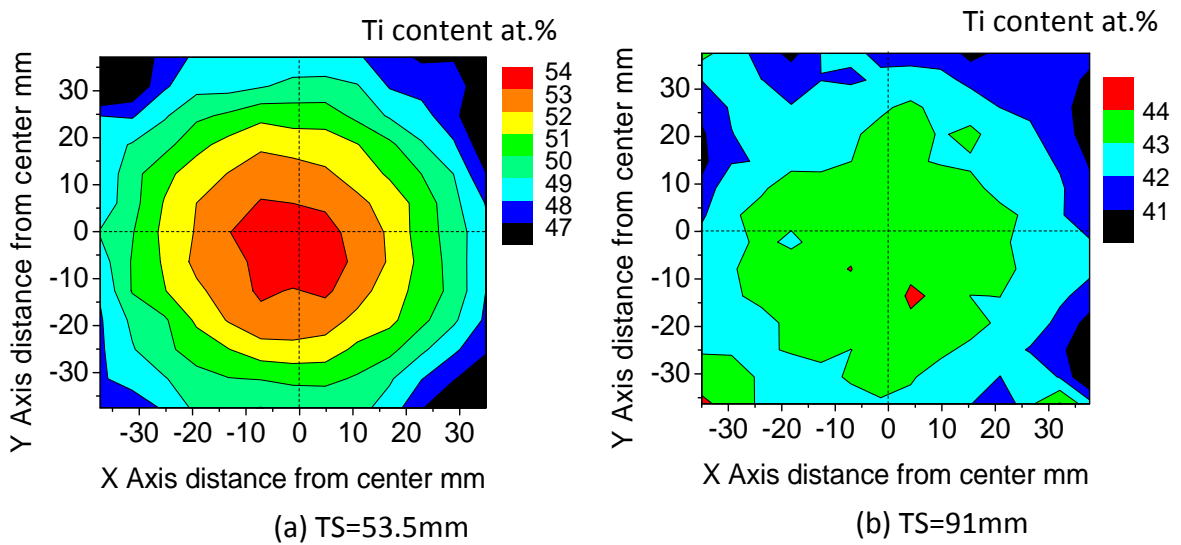 Ti content at.%
Y Axis distance from center mm
30
20
10
0
-10
-20
-30
-30 -20 -10 0 10 20 30
X Axis distance from center mm
54
53
52
51
50
49
48
47
(a) TS=53.5mm
Ti content at.%
Y Axis distance from center mm
30
20
10
0
-10
-20
-30
-30 -20 -10 0 10 20 30
X Axis distance from center mm
44
43
42
41
(b) TS=91mm